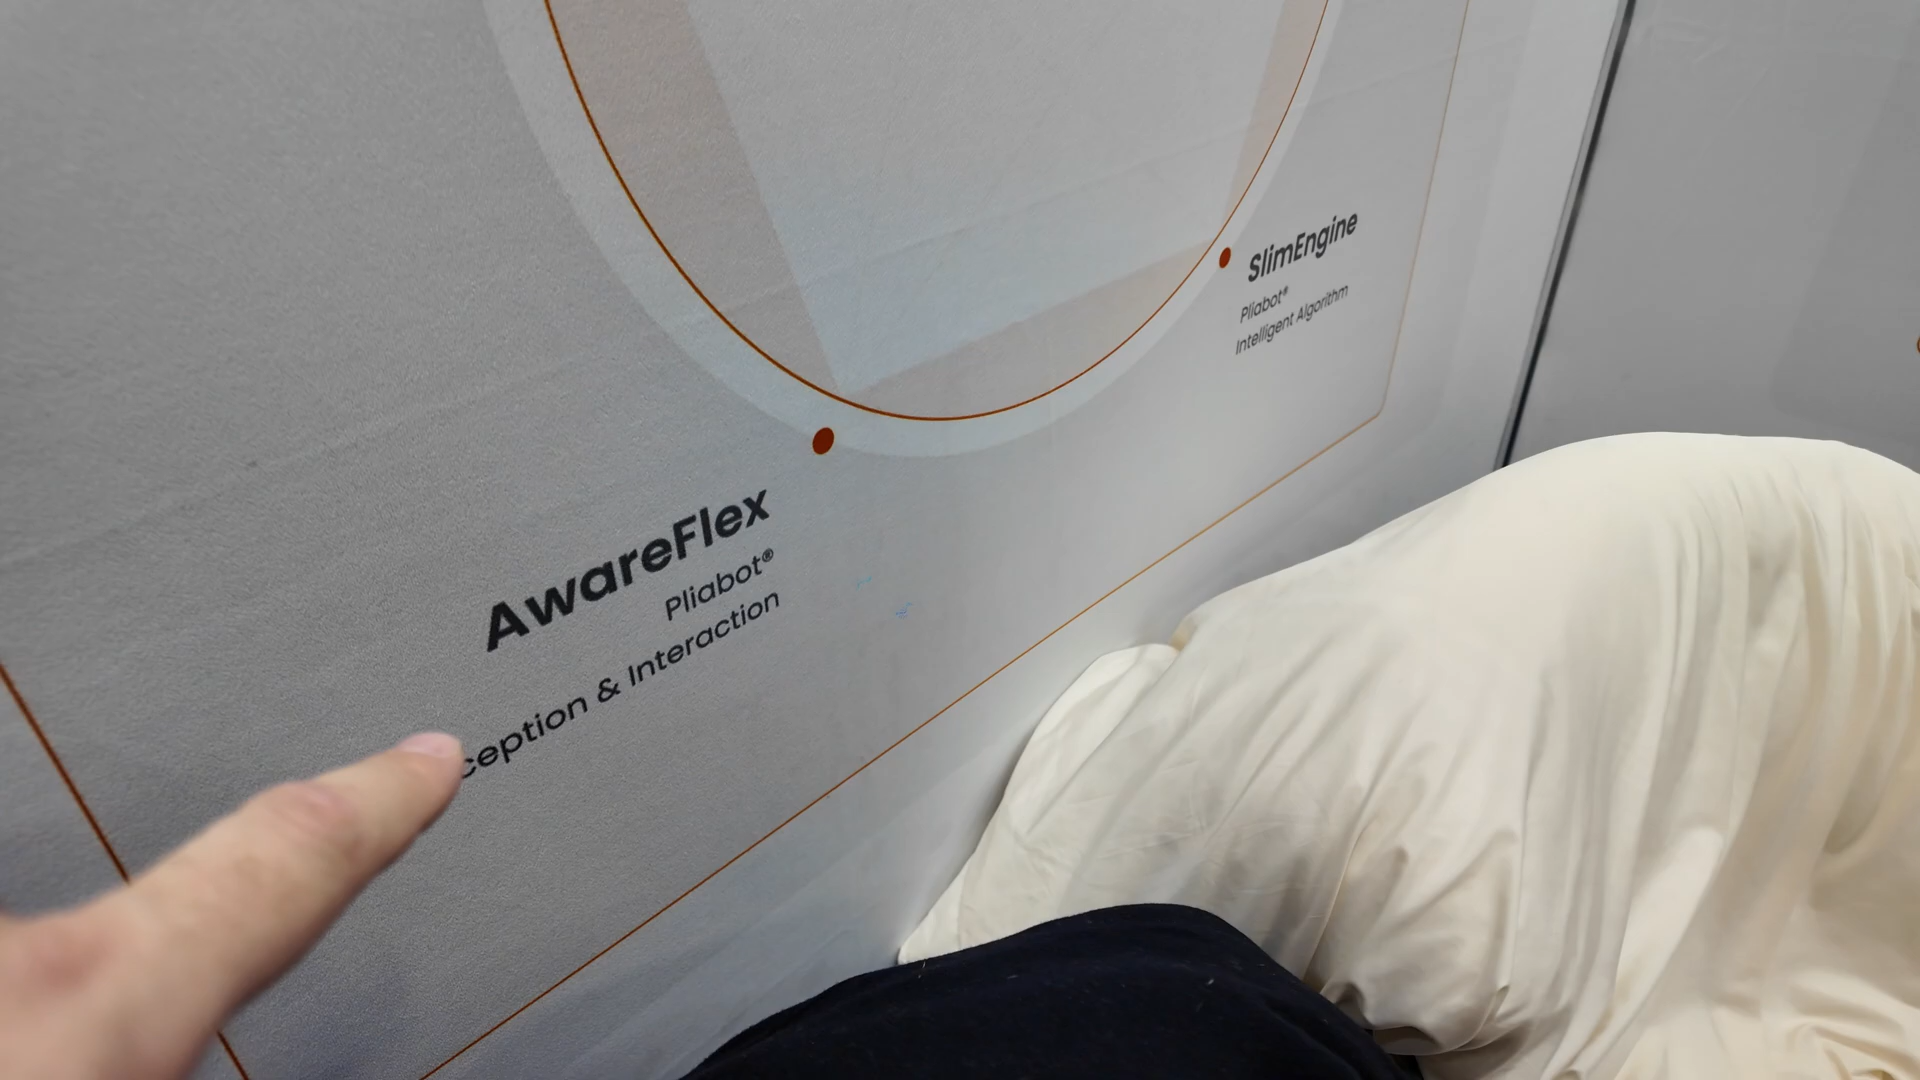 AwareFlex
Pliabot®
ception & Interaction
SlimEngine
Pliabot®
Intelligent Algorithm